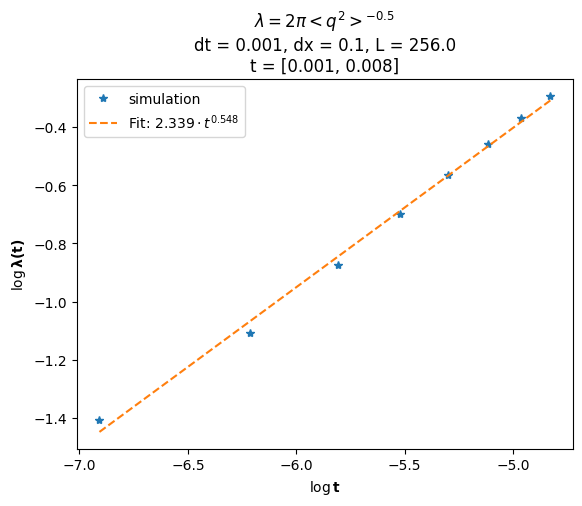 λ = 2π < q² >⁻⁰·⁵
dt = 0.001, dx = 0.1, L = 256.0
t = [0.001, 0.008]
simulation
Fit: 2.339 · t⁰·⁵⁴⁸
log λ(t)
−0.4
−0.6
−0.8
−1.0
−1.2
−1.4
−7.0 −6.5 −6.0 −5.5 −5.0
log t